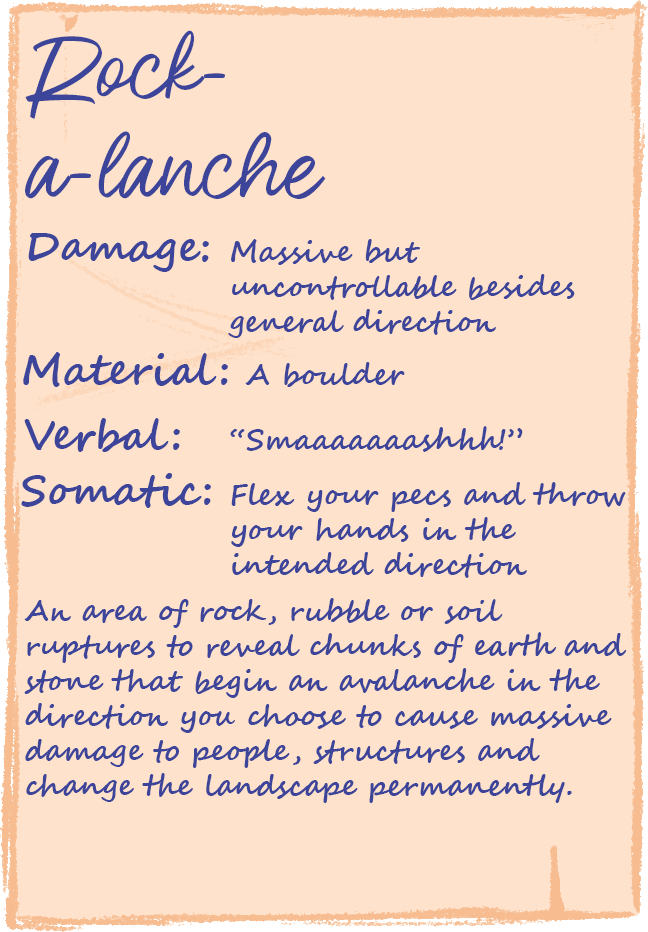 Rock-
a-lanche
Damage: Massive but
uncontrollable besides
general direction
Material: A boulder
Verbal: “Smaaaaaaashhh!”
Somatic: Flex your pecs and throw
your hands in the
intended direction
An area of rock, rubble or soil
ruptures to reveal chunks of earth and
stone that begin an avalanche in the
direction you choose to cause massive
damage to people, structures and
change the landscape permanently.